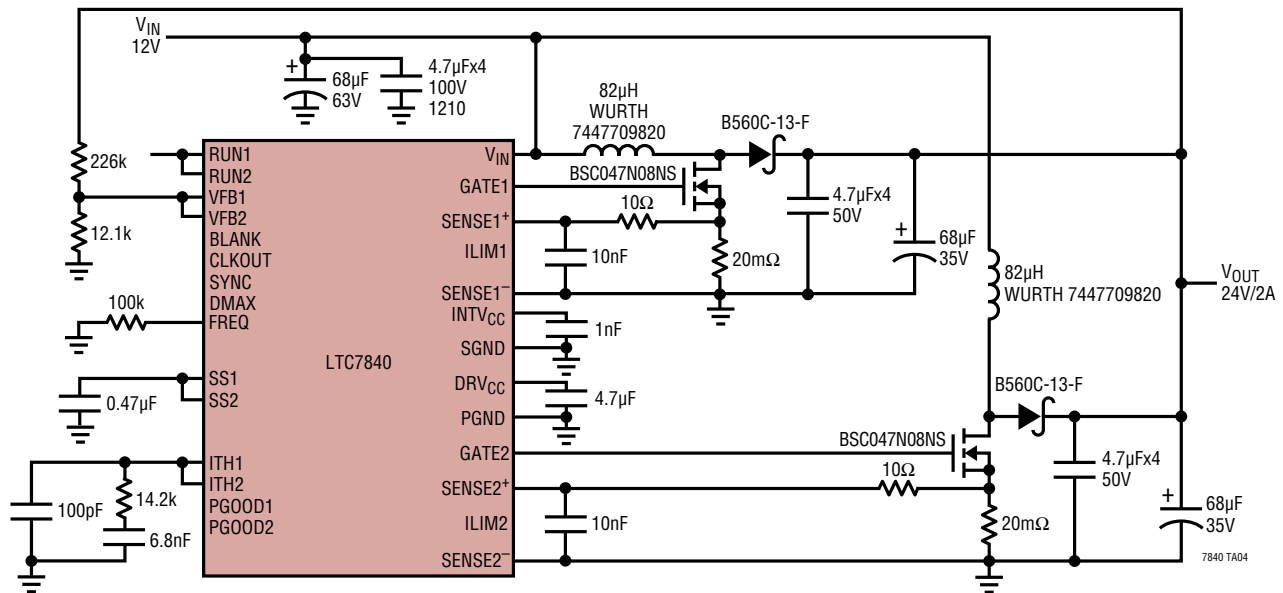 VIN
12V
68µF
63V
4.7µFx4
100V
1210
82µH
WURTH
7447709820
B560C-13-F
BSC047N08NS
226k
12.1k
100k
0.47µF
100pF
14.2k
6.8nF
RUN1
RUN2
VFB1
VFB2
BLANK
CLKOUT
SYNC
DMAX
FREQ
SS1
SS2
ITH1
ITH2
PGOOD1
PGOOD2
LTC7840
VIN
GATE1
SENSE1+
ILIM1
SENSE1–
INTVCC
SGND
DRVCC
PGND
GATE2
SENSE2+
ILIM2
SENSE2–
10Ω
10nF
20mΩ
4.7µFx4
50V
+
68µF
35V
+
1nF
4.7µF
82µH
WURTH 7447709820
VOUT
24V/2A
B560C-13-F
BSC047N08NS
10Ω
10nF
20mΩ
4.7µFx4
50V
+
68µF
35V
7840 TA04